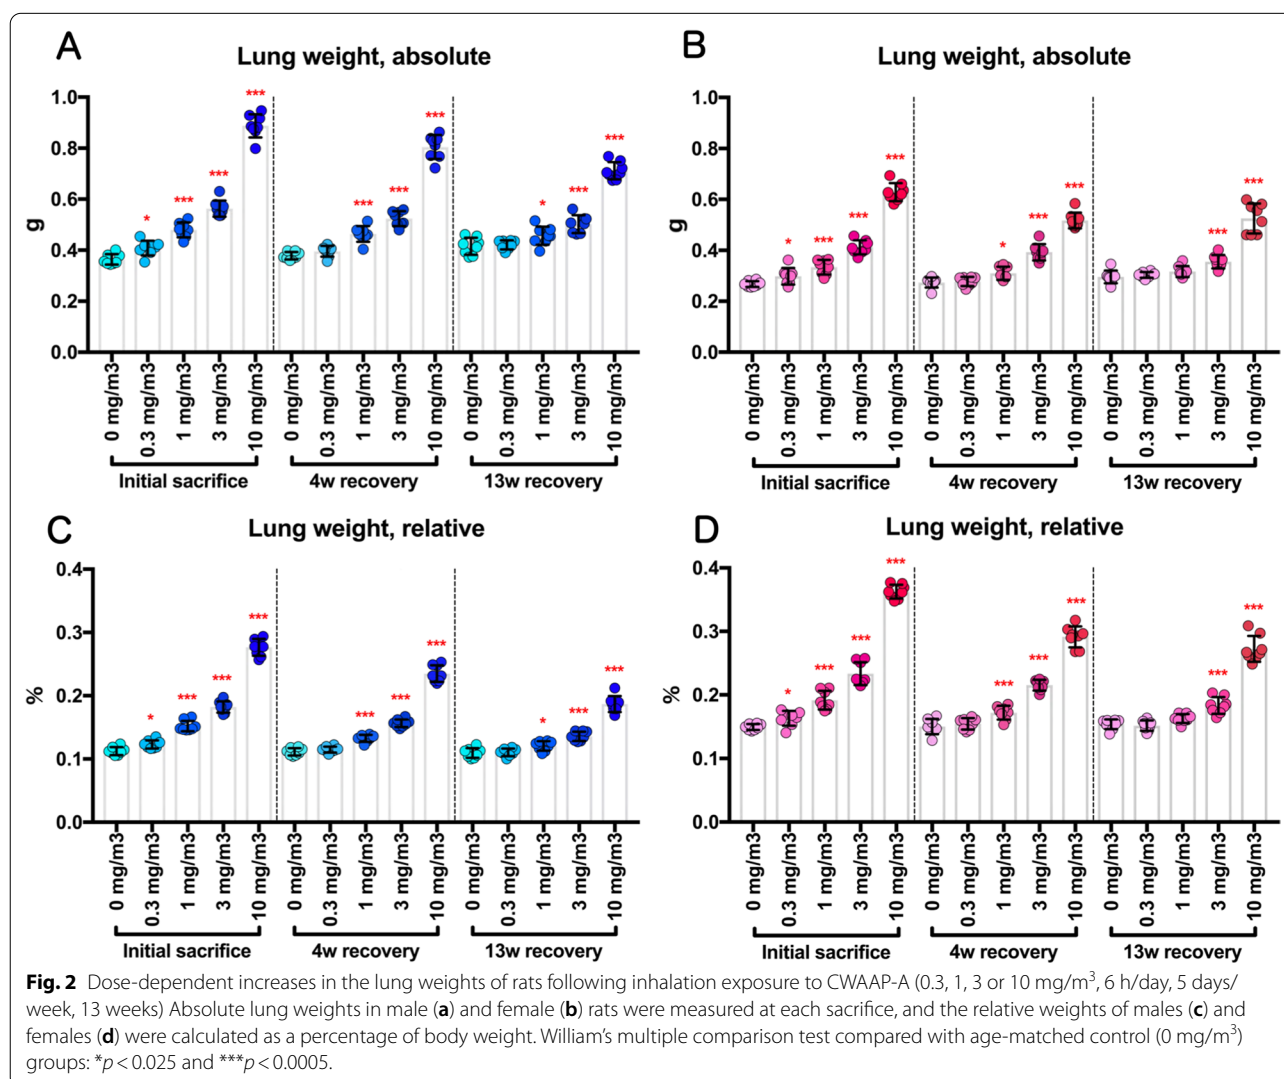 A
Lung weight, absolute
g
1.0
0.8
0.6
0.4
0.2
0.0
*
***
***
***
***
***
***
*
***
***
0 mg/m3
0.3 mg/m3
1 mg/m3
3 mg/m3
10 mg/m3
0 mg/m3
0.3 mg/m3
1 mg/m3
3 mg/m3
10 mg/m3
0 mg/m3
0.3 mg/m3
1 mg/m3
3 mg/m3
10 mg/m3
Initial sacrifice
4w recovery
13w recovery
B
Lung weight, absolute
g
1.0
0.8
0.6
0.4
0.2
0.0
*
***
***
***
*
***
***
***
***
0 mg/m3
0.3 mg/m3
1 mg/m3
3 mg/m3
10 mg/m3
0 mg/m3
0.3 mg/m3
1 mg/m3
3 mg/m3
10 mg/m3
0 mg/m3
0.3 mg/m3
1 mg/m3
3 mg/m3
10 mg/m3
Initial sacrifice
4w recovery
13w recovery
C
Lung weight, relative
%
0.4
0.3
0.2
0.1
0.0
*
***
***
***
***
***
***
*
***
***
0 mg/m3
0.3 mg/m3
1 mg/m3
3 mg/m3
10 mg/m3
0 mg/m3
0.3 mg/m3
1 mg/m3
3 mg/m3
10 mg/m3
0 mg/m3
0.3 mg/m3
1 mg/m3
3 mg/m3
10 mg/m3
Initial sacrifice
4w recovery
13w recovery
D
Lung weight, relative
%
0.4
0.3
0.2
0.1
0.0
*
***
***
***
***
***
***
***
***
0 mg/m3
0.3 mg/m3
1 mg/m3
3 mg/m3
10 mg/m3
0 mg/m3
0.3 mg/m3
1 mg/m3
3 mg/m3
10 mg/m3
0 mg/m3
0.3 mg/m3
1 mg/m3
3 mg/m3
10 mg/m3
Initial sacrifice
4w recovery
13w recovery
Fig. 2 Dose-dependent increases in the lung weights of rats following inhalation exposure to CWAAP-A (0.3, 1, 3 or 10 mg/m³, 6 h/day, 5 days/
week, 13 weeks) Absolute lung weights in male (a) and female (b) rats were measured at each sacrifice, and the relative weights of males (c) and
females (d) were calculated as a percentage of body weight. William’s multiple comparison test compared with age-matched control (0 mg/m³)
groups: *p < 0.025 and ***p < 0.0005.